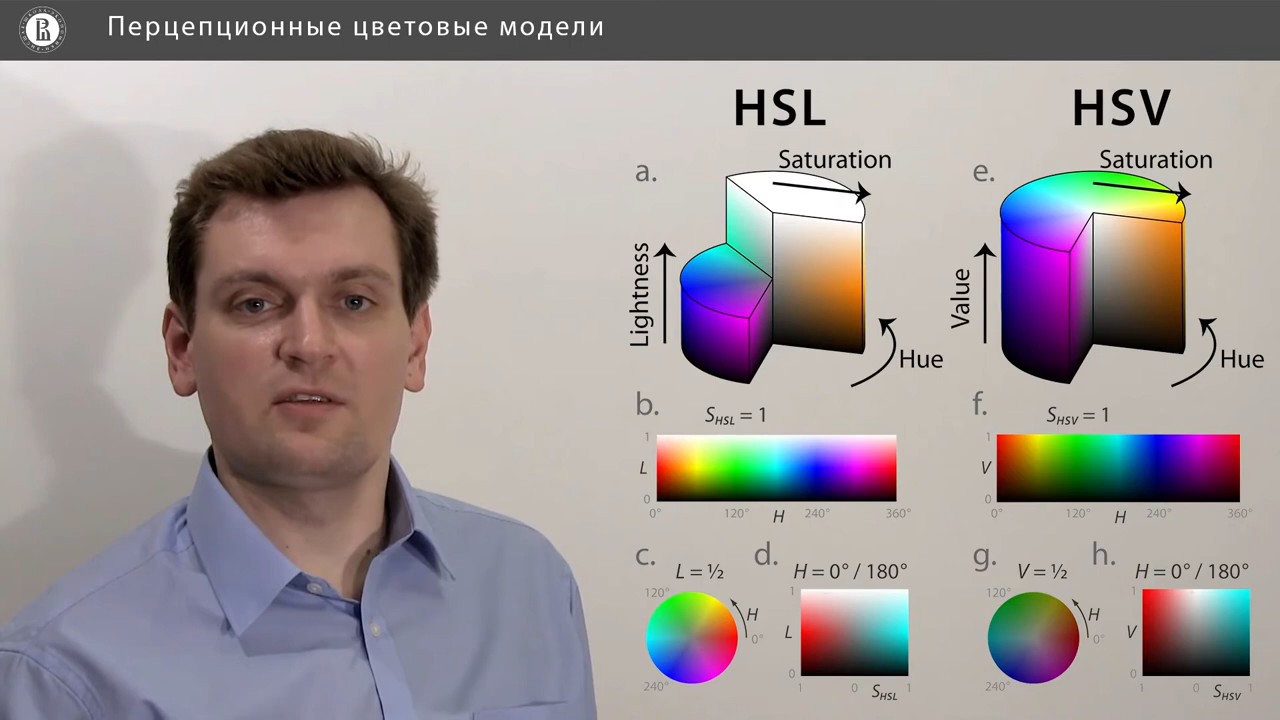 Перцепционные цветовые модели
HSL
a.
Saturation
Lightness
Hue
b.
S_HSL = 1
1
L
0
0° 120° H 240° 360°
c.
L = ½
120°
H
0°
240°
d.
H = 0° / 180°
1
L
0
1 0 S_HSL 1
HSV
e.
Saturation
Value
Hue
f.
S_HSV = 1
1
V
0
0° 120° H 240° 360°
g.
V = ½
120°
H
0°
240°
h.
H = 0° / 180°
1
V
0
1 0 S_HSV 1